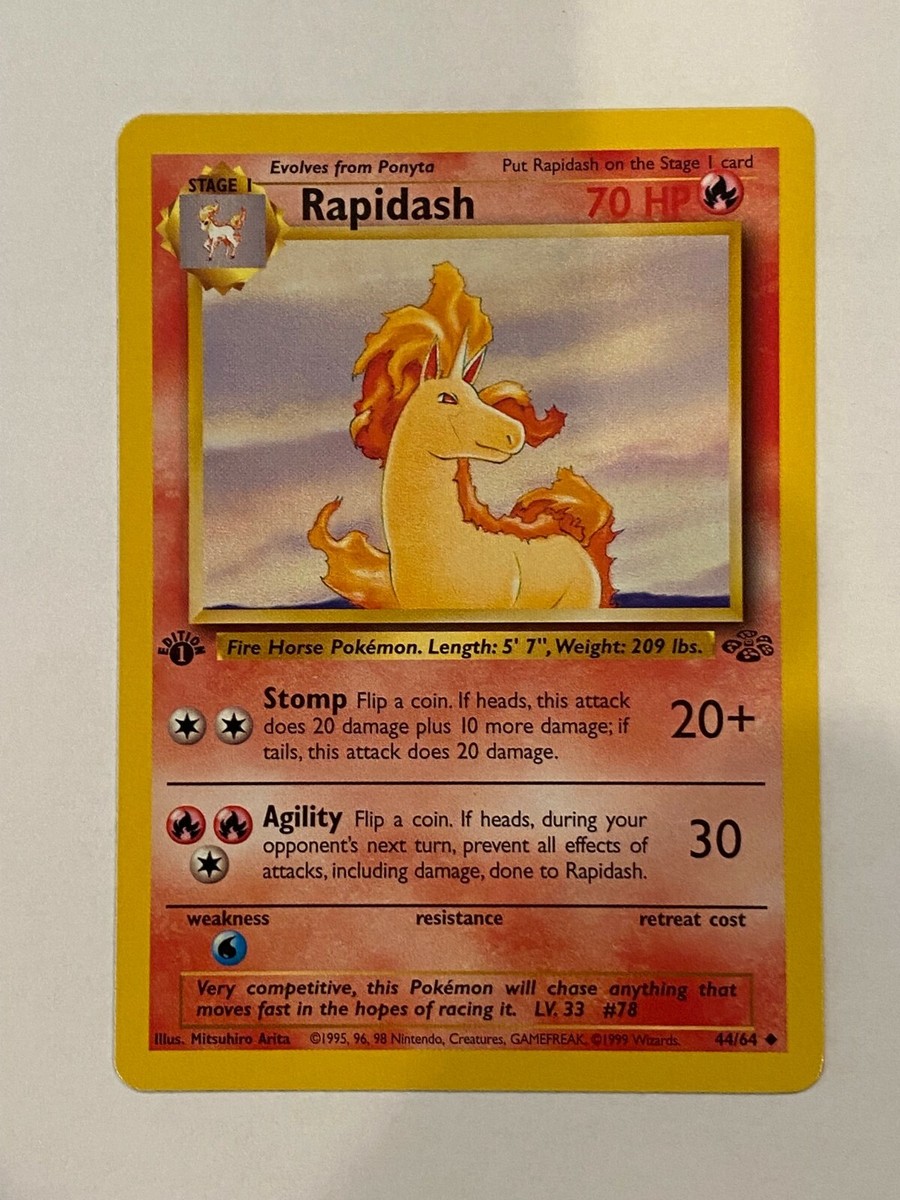 Evolves from Ponyta
Put Rapidash on the Stage 1 card
STAGE 1
Rapidash
70 HP
EDITION
1
Fire Horse Pokémon. Length: 5' 7", Weight: 209 lbs.
Stomp Flip a coin. If heads, this attack
does 20 damage plus 10 more damage; if
tails, this attack does 20 damage.
20+
Agility Flip a coin. If heads, during your
opponent's next turn, prevent all effects of
attacks, including damage, done to Rapidash.
30
weakness
resistance
retreat cost
Very competitive, this Pokémon will chase anything that
moves fast in the hopes of racing it. LV. 33 #78
Illus. Mitsuhiro Arita ©1995, 96, 98 Nintendo, Creatures, GAMEFREAK. ©1999 Wizards. 44/64